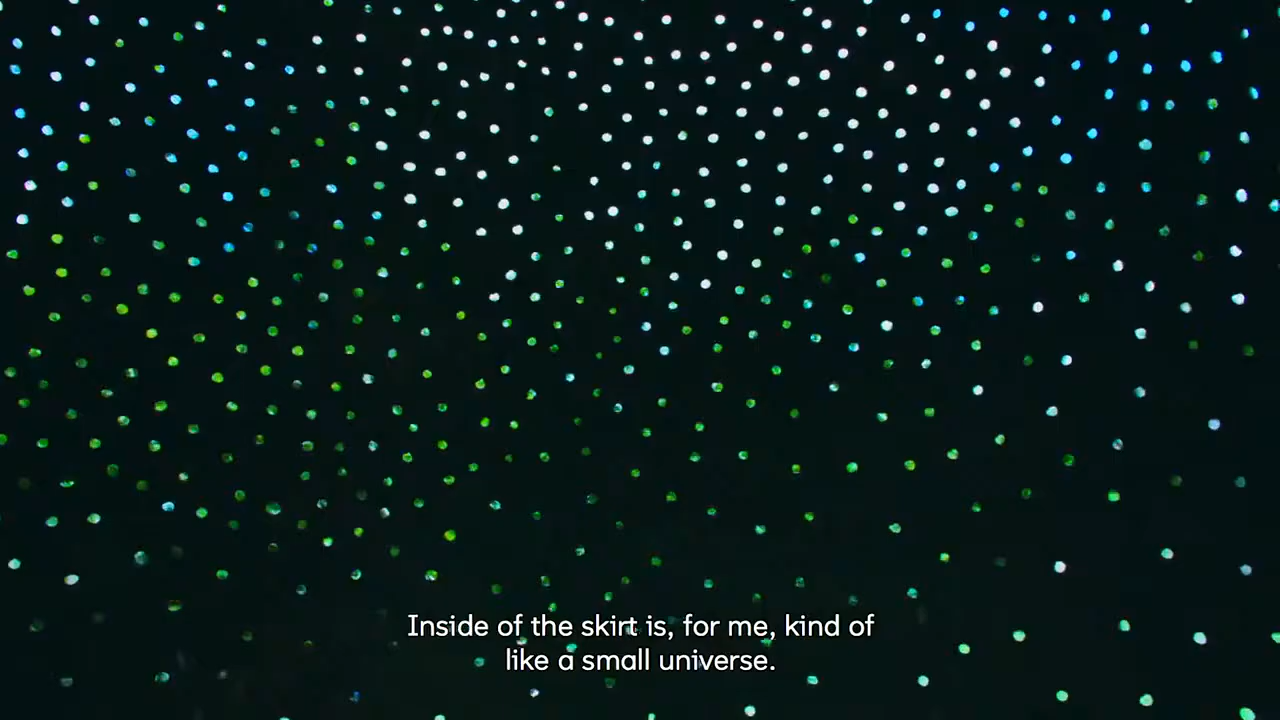 Inside of the skirt is, for me, kind of
like a small universe.